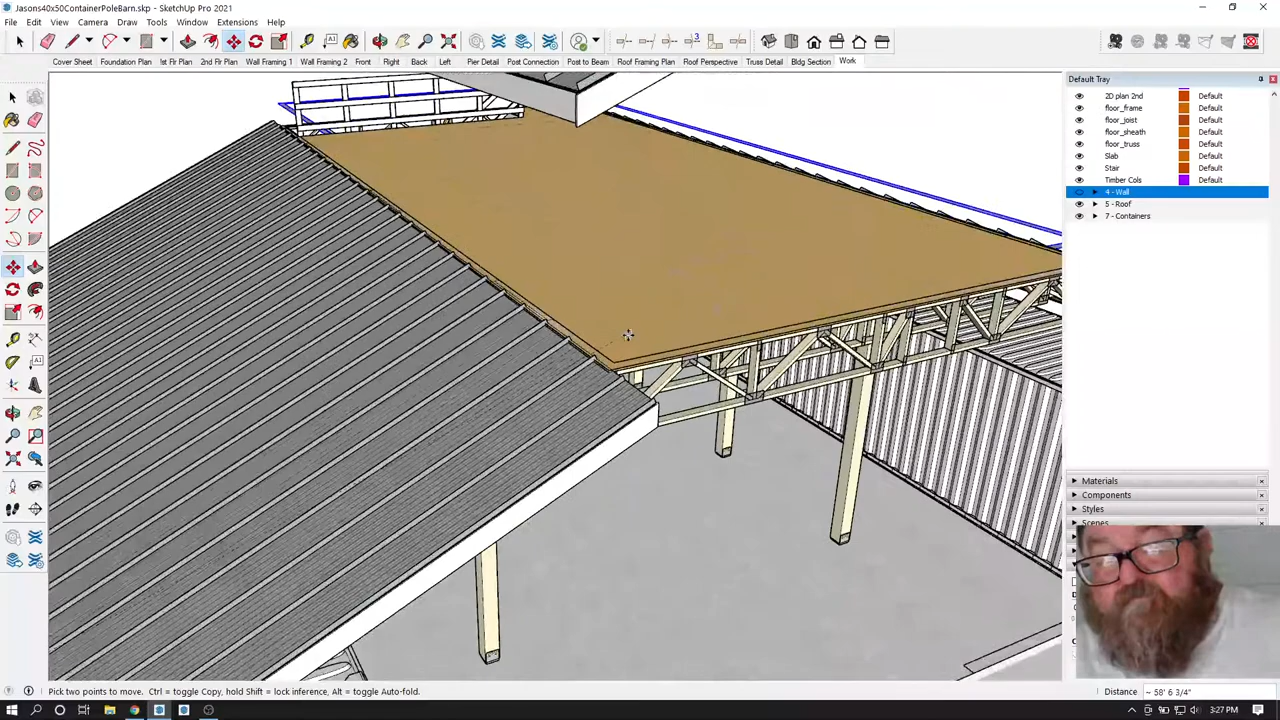 Jasons40x50ContainerPoleBarn.skp - SketchUp Pro 2021
File Edit View Camera Draw Tools Window Extensions Help
Cover Sheet Foundation Plan 1st Flr Plan 2nd Flr Plan Wall Framing 1 Wall Framing 2 Front Right Back Left Pier Detail Post Connection Post to Beam Roof Framing Plan Roof Perspective Truss Detail Bldg Section Work
Default Tray
2D plan 2nd Default
floor_frame Default
floor_joist Default
floor_sheath Default
floor_truss Default
Slab Default
Stair Default
Timber Cols Default
4 - Wall
5 - Roof
7 - Containers
Materials
Components
Styles
Scenes
Pick two points to move. Ctrl = toggle Copy, hold Shift = lock inference, Alt = toggle Auto-fold.
Distance ~ 58' 6 3/4"
3:27 PM